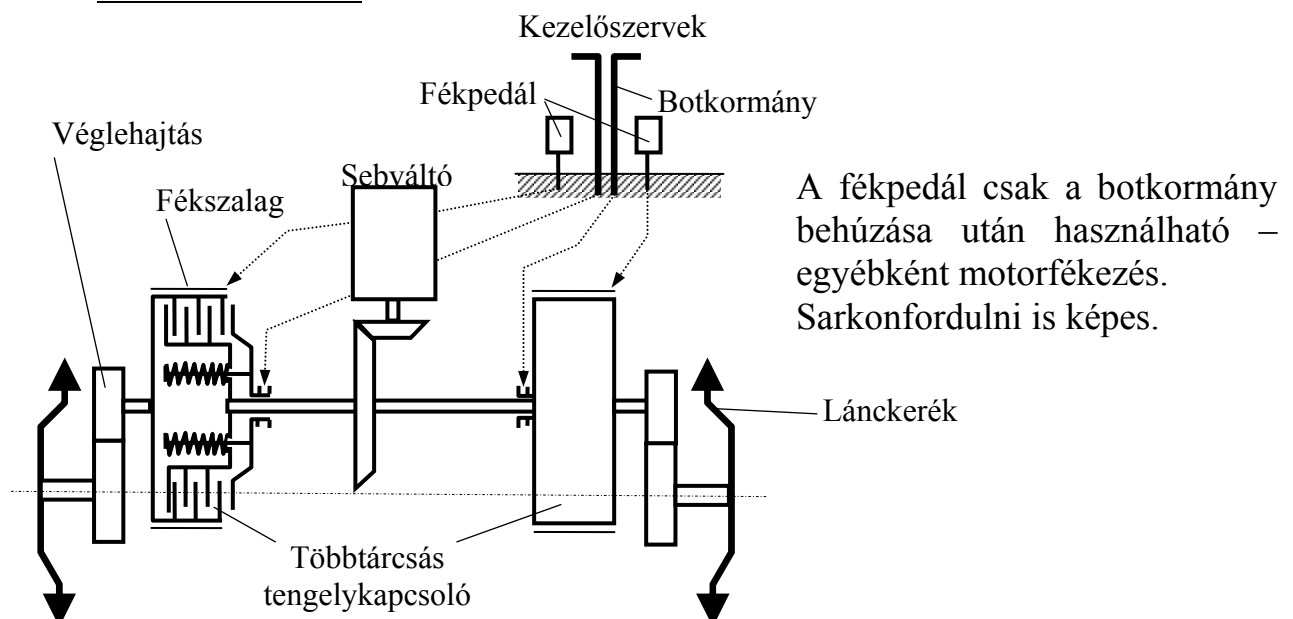 Kezelőszervek
Fékpedál
Botkormány
Véglehajtás
Sebváltó
Fékszalag
A fékpedál csak a botkormány
behúzása után használható –
egyébként motorfékezés.
Sarkonfordulni is képes.
Lánckerék
Többtárcsás
tengelykapcsoló